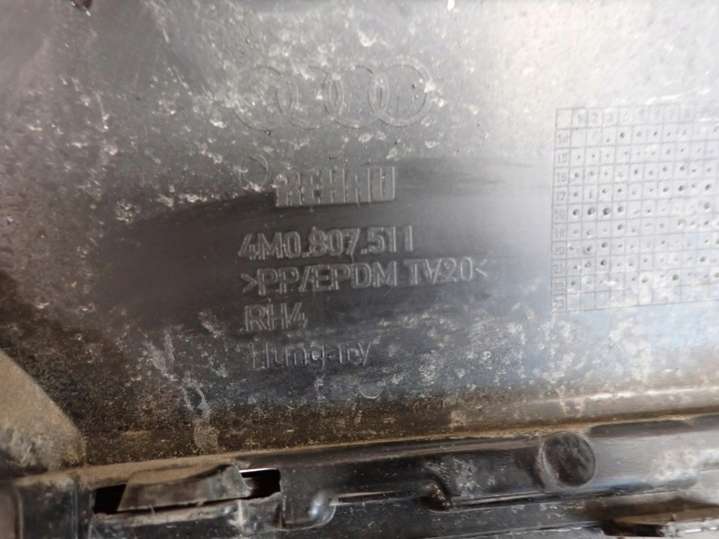 REHAU
4M0.807.511
>PP/EPDM TV20<
RH4
Hungary